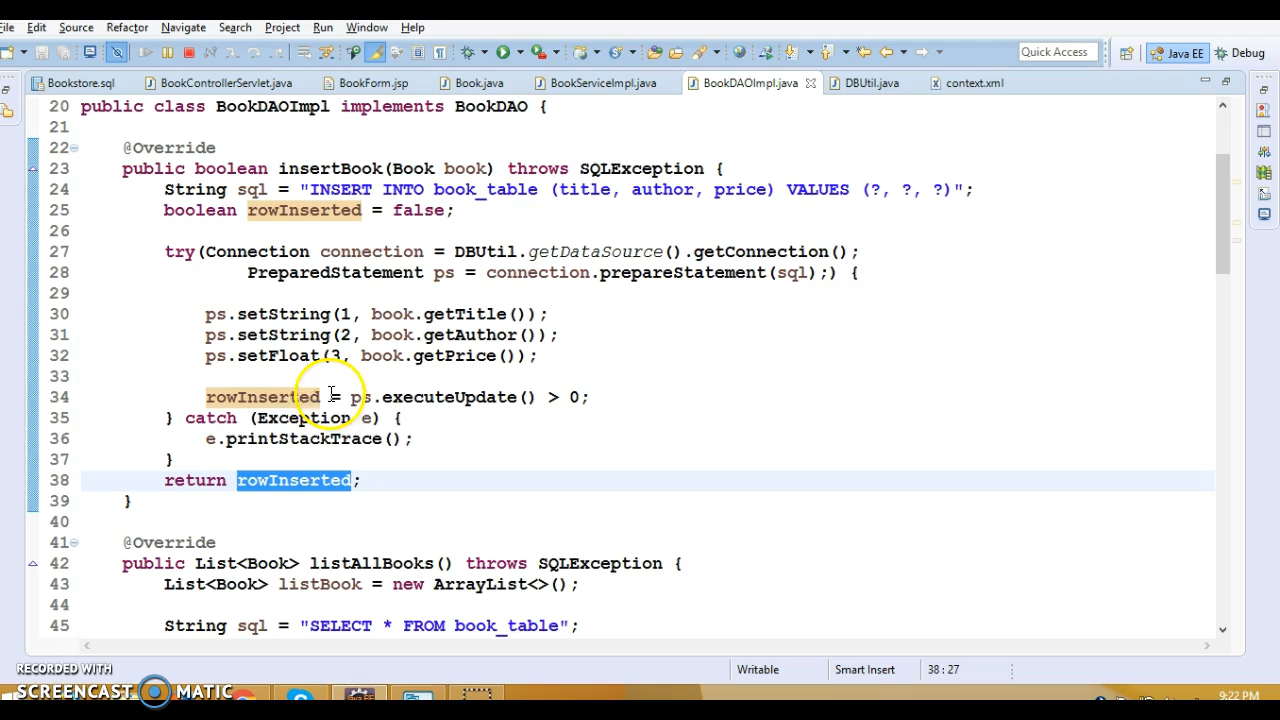 File Edit Source Refactor Navigate Search Project Run Window Help
Quick Access Java EE Debug
Bookstore.sql BookControllerServlet.java BookForm.jsp Book.java BookServiceImpl.java BookDAOImpl.java DBUtil.java context.xml
20 public class BookDAOImpl implements BookDAO {
21
22 @Override
23 public boolean insertBook(Book book) throws SQLException {
24 String sql = "INSERT INTO book_table (title, author, price) VALUES (?, ?, ?)";
25 boolean rowInserted = false;
26
27 try(Connection connection = DBUtil.getDataSource().getConnection();
28 PreparedStatement ps = connection.prepareStatement(sql);) {
29
30 ps.setString(1, book.getTitle());
31 ps.setString(2, book.getAuthor());
32 ps.setFloat(3, book.getPrice());
33
34 rowInserted = ps.executeUpdate() > 0;
35 } catch (Exception e) {
36 e.printStackTrace();
37 }
38 return rowInserted;
39 }
40
41 @Override
42 public List<Book> listAllBooks() throws SQLException {
43 List<Book> listBook = new ArrayList<>();
44
45 String sql = "SELECT * FROM book_table";
Writable Smart Insert 38 : 27
RECORDED WITH
SCREENCAST MATIC
9:22 PM